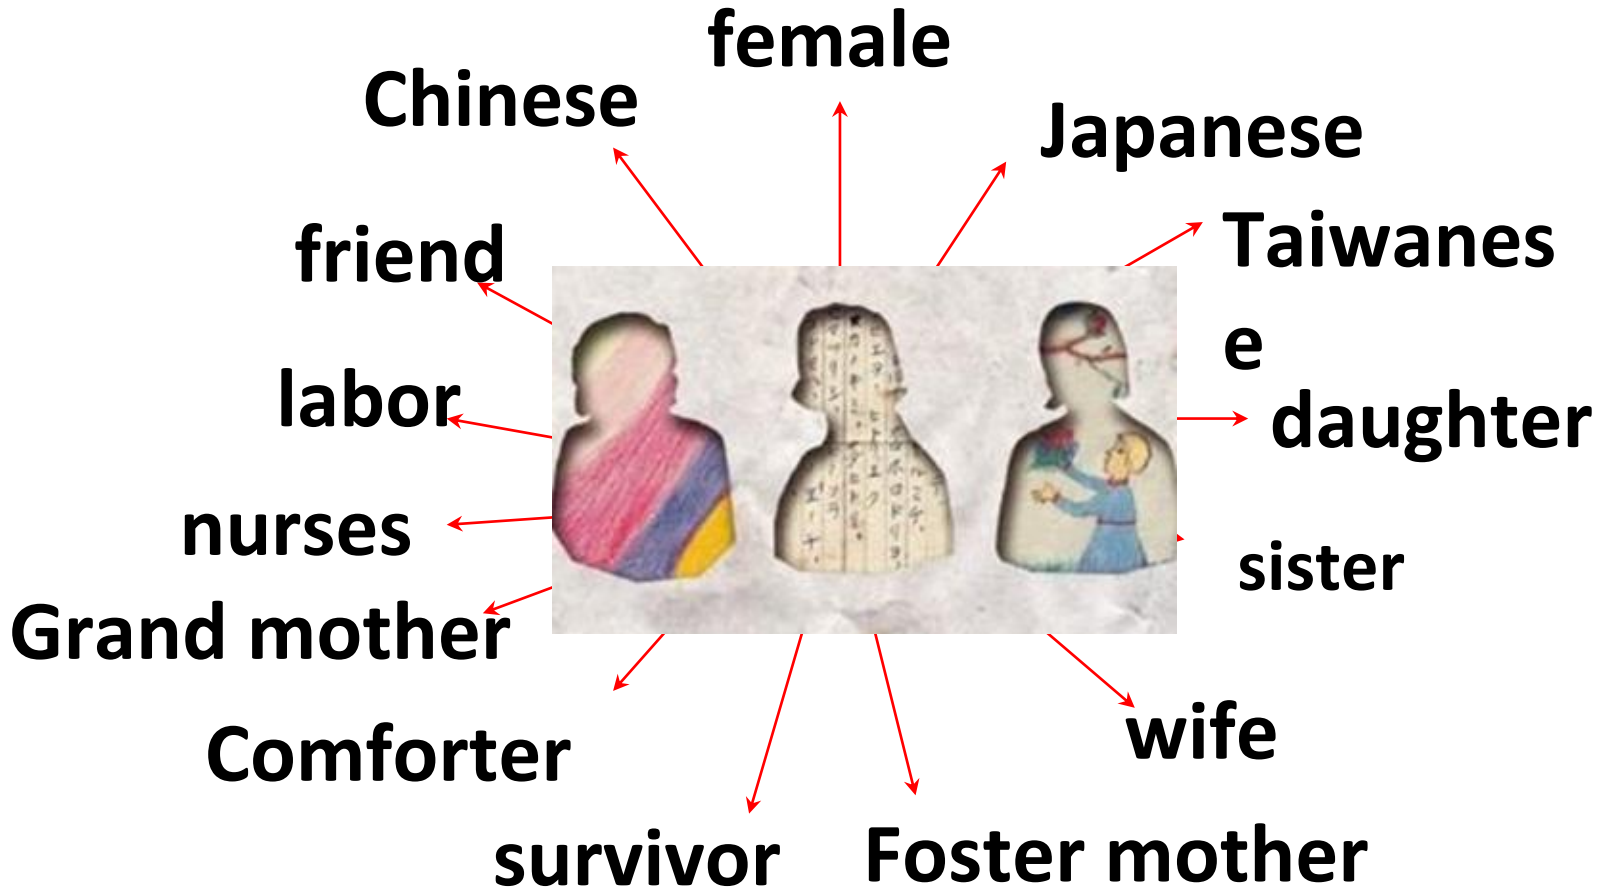 female
Chinese
Japanese
friend
Taiwanes
e
labor
daughter
nurses
sister
Grand mother
Comforter
wife
survivor
Foster mother